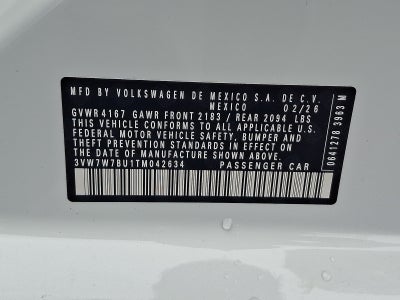 MFD BY VOLKSWAGEN DE MEXICO S.A. DE C.V.
MEXICO 02/26
GVWR 4167 GAWR FRONT 2183 / REAR 2094 LBS
THIS VEHICLE CONFORMS TO ALL APPLICABLE U.S.
FEDERAL MOTOR VEHICLE SAFETY, BUMPER AND
THEFT PREVENTION STANDARDS IN EFFECT ON THE
DATE OF MANUFACTURE SHOWN ABOVE.
3VW7W7BU1TM042634 PASSENGER CAR
0641278 3963 M